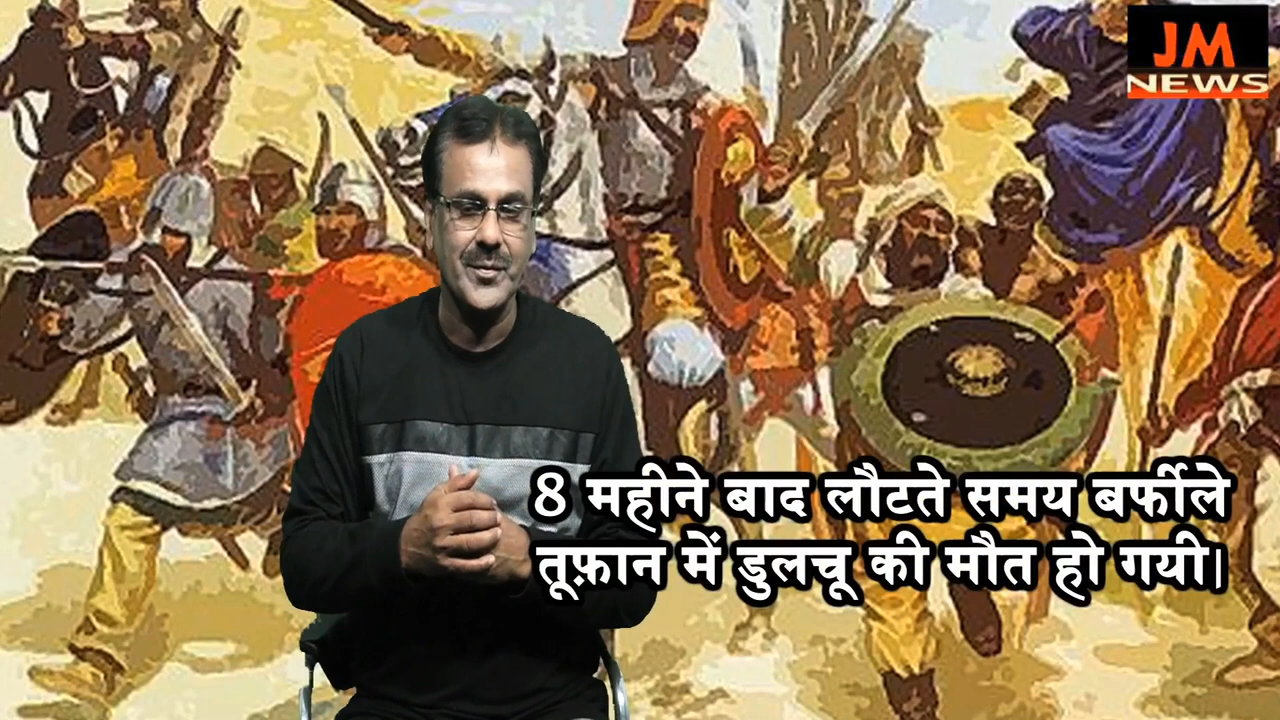 JM
NEWS
8 महीने बाद लौटते समय बर्फीले
तूफ़ान में डुलचू की मौत हो गयी।